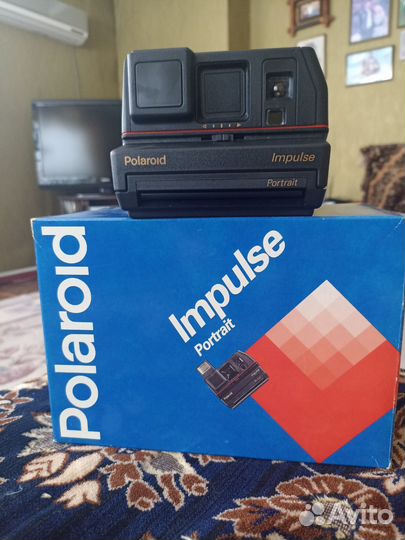 Polaroid
Impulse
Portrait
Polaroid
Impulse
Portrait
Avito